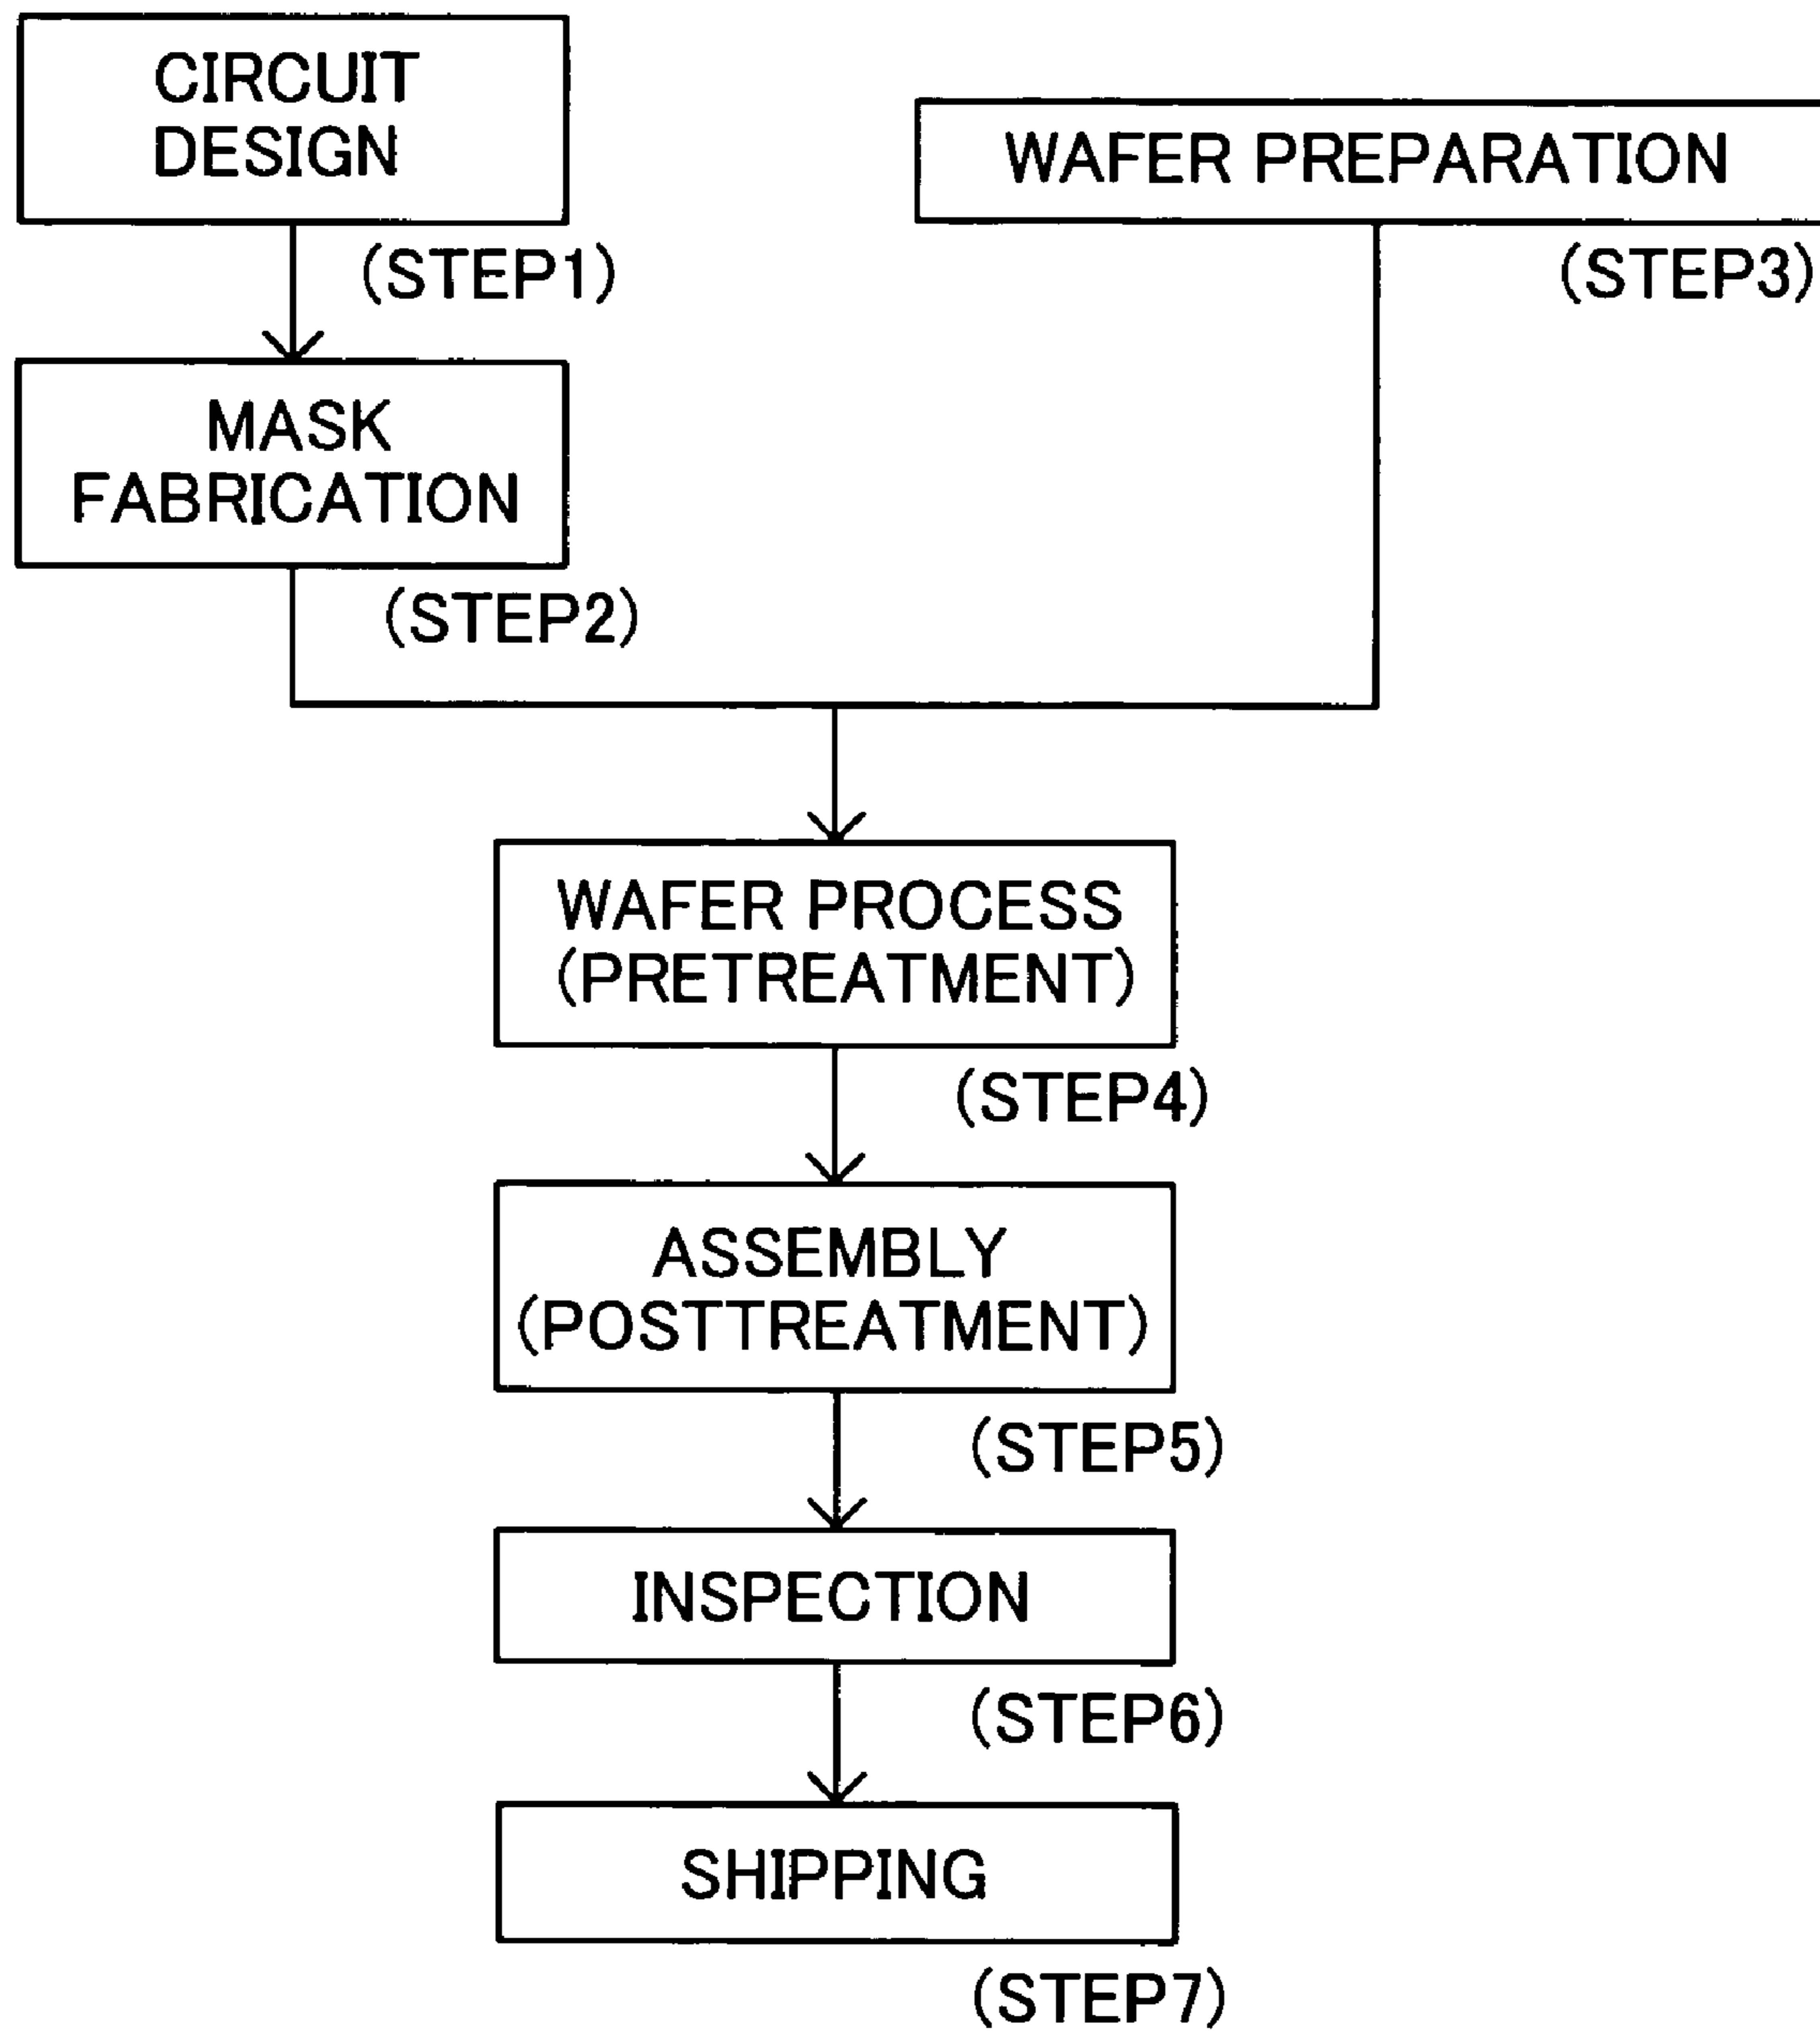 CIRCUIT
DESIGN
(STEP1)
WAFER PREPARATION
(STEP3)
MASK
FABRICATION
(STEP2)
WAFER PROCESS
(PRETREATMENT)
(STEP4)
ASSEMBLY
(POSTTREATMENT)
(STEP5)
INSPECTION
(STEP6)
SHIPPING
(STEP7)